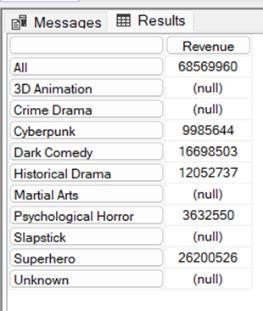 Messages Results
Revenue
All 68569960
3D Animation (null)
Crime Drama (null)
Cyberpunk 9985644
Dark Comedy 16698503
Historical Drama 12052737
Martial Arts (null)
Psychological Horror 3632550
Slapstick (null)
Superhero 26200526
Unknown (null)